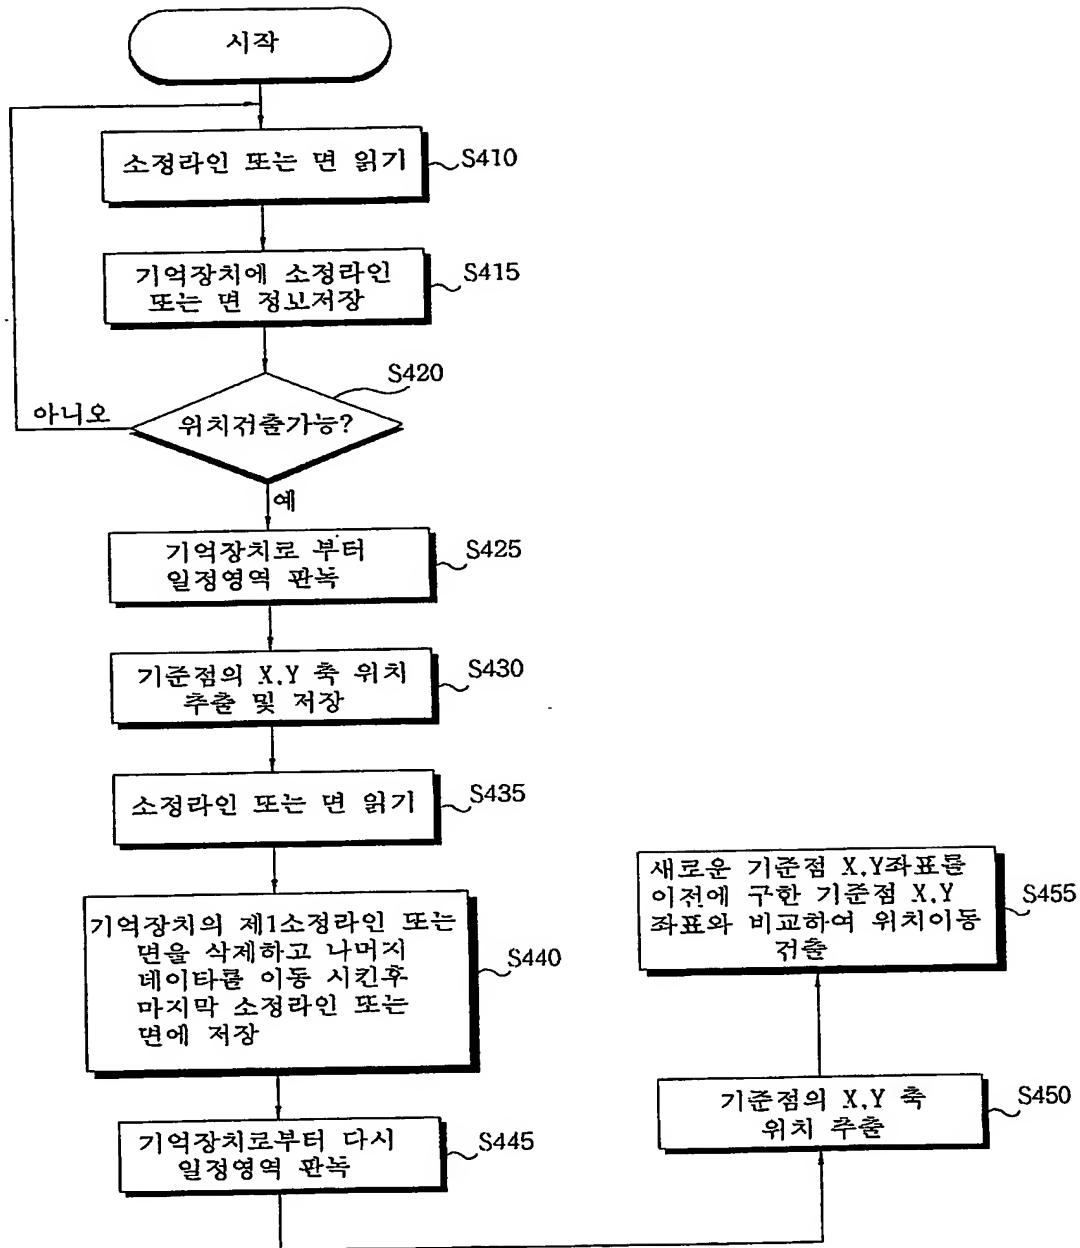 시작
소정라인 또는 면 읽기
S410
기억장치에 소정라인
또는 면 정보저장
S415
S420
위치검출가능?
아니오
예
기억장치로 부터
일정영역 판독
S425
기준점의 X,Y 축 위치
추출 및 저장
S430
소정라인 또는 면 읽기
S435
기억장치의 제1소정라인 또는
면을 삭제하고 나머지
데이타를 이동 시킨후
마지막 소정라인 또는
면에 저장
S440
기억장치로부터 다시
일정영역 판독
S445
기준점의 X,Y 축
위치 추출
S450
새로운 기준점 X,Y좌표를
이전에 구한 기준점 X,Y
좌표와 비교하여 위치이동
검출
S455